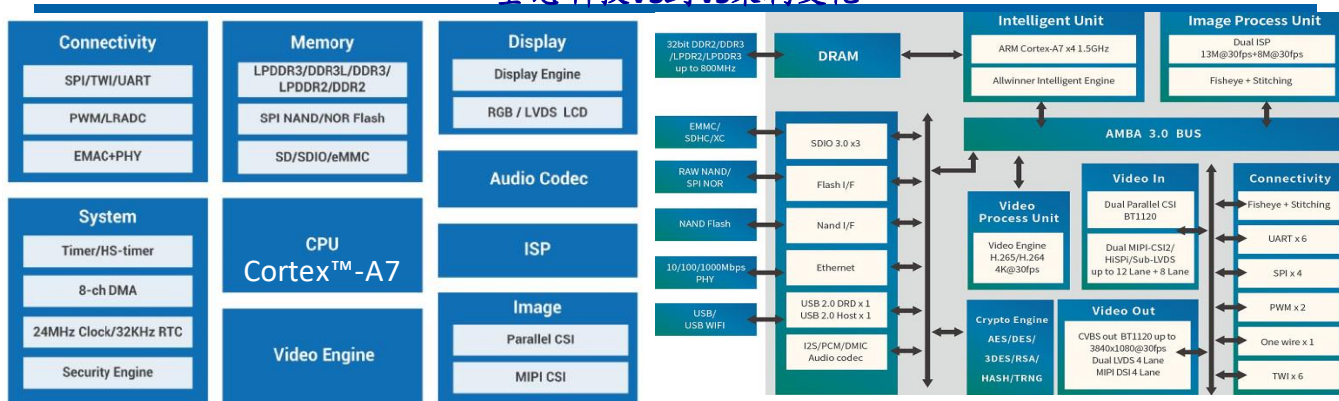 Connectivity
SPI/TWI/UART
PWM/LRADC
EMAC+PHY
Memory
LPDDR3/DDR3L/DDR3/
LPDDR2/DDR2
SPI NAND/NOR Flash
SD/SDIO/eMMC
Display
Display Engine
RGB / LVDS LCD
Audio Codec
System
Timer/HS-timer
8-ch DMA
24MHz Clock/32KHz RTC
Security Engine
CPU
Cortex™-A7
ISP
Video Engine
Image
Parallel CSI
MIPI CSI
32bit DDR2/DDR3
/LPDR2/LPDDR3
up to 800MHz
DRAM
Intelligent Unit
ARM Cortex-A7 x4 1.5GHz
Allwinner Intelligent Engine
Image Process Unit
Dual ISP
13M@30fps+8M@30fps
Fisheye + Stitching
AMBA 3.0 BUS
EMMC/
SDHC/XC
SDIO 3.0 x3
RAW NAND/
SPI NOR
Flash I/F
NAND Flash
Nand I/F
10/100/1000Mbps
PHY
Ethernet
USB/
USB WIFI
USB 2.0 DRD x 1
USB 2.0 Host x 1
I2S/PCM/DMIC
Audio codec
Video
Process Unit
Video Engine
H.265/H.264
4K@30fps
Video In
Dual Parallel CSI
BT1120
Dual MIPI-CSI2/
HiSPi/Sub-LVDS
up to 12 Lane + 8 Lane
Crypto Engine
AES/DES/
3DES/RSA/
HASH/TRNG
Video Out
CVBS out BT1120 up to
3840x1080@30fps
Dual LVDS 4 Lane
MIPI DSI 4 Lane
Connectivity
Fisheye + Stitching
UART x 6
SPI x 4
PWM x 2
One wire x 1
TWI x 6